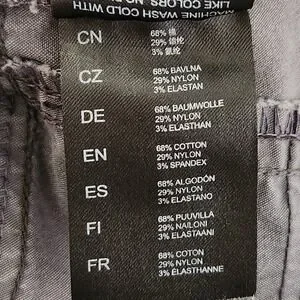 MACHINE WASH COLD WITH
LIKE COLORS.
CN
68% 棉
29% 锦纶
3% 氨纶
CZ
68% BAVLNA
29% NYLON
3% ELASTAN
DE
68% BAUMWOLLE
29% NYLON
3% ELASTHAN
EN
68% COTTON
29% NYLON
3% SPANDEX
ES
68% ALGODÓN
29% NYLON
3% ELASTANO
FI
68% PUUVILLA
29% NAILONI
3% ELASTAANI
FR
68% COTON
29% NYLON
3% ÉLASTHANNE